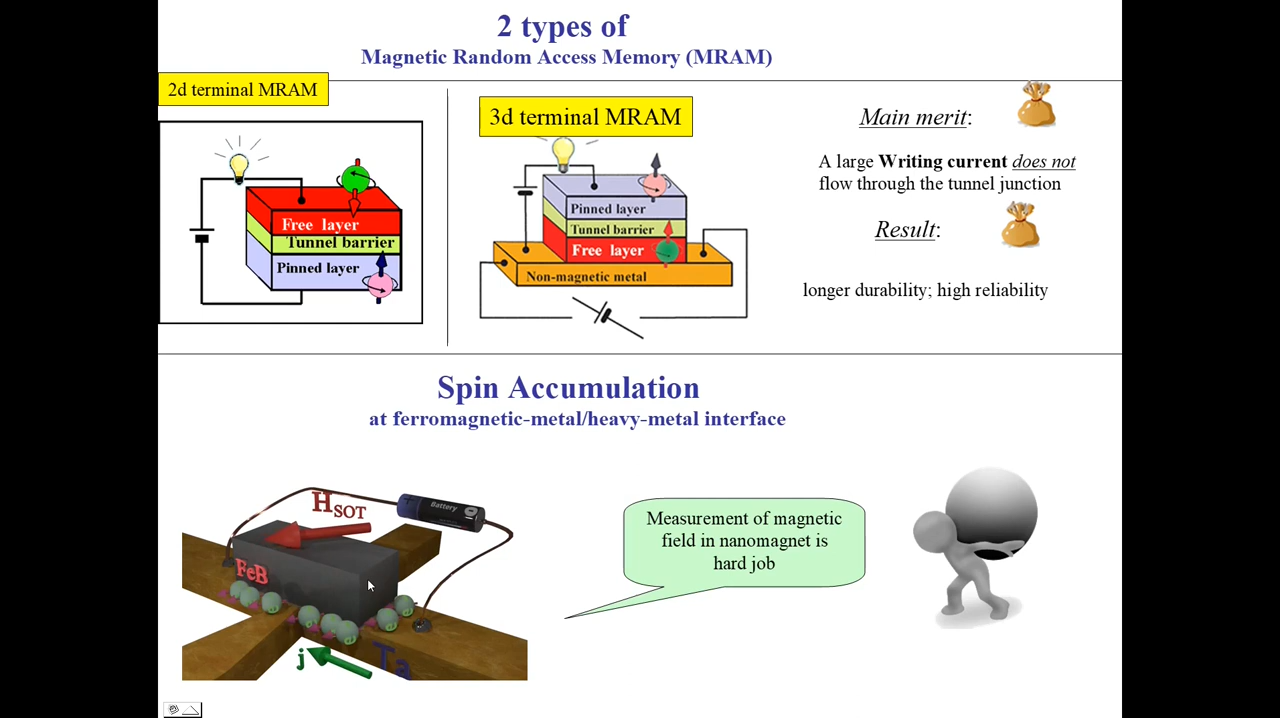 2 types of
Magnetic Random Access Memory (MRAM)
2d terminal MRAM
Free layer
Tunnel barrier
Pinned layer
3d terminal MRAM
Pinned layer
Tunnel barrier
Free layer
Non-magnetic metal
Main merit:
A large Writing current does not
flow through the tunnel junction
Result:
longer durability; high reliability
Spin Accumulation
at ferromagnetic-metal/heavy-metal interface
HSOT
Battery
FeB
j
Ta
Measurement of magnetic
field in nanomagnet is
hard job